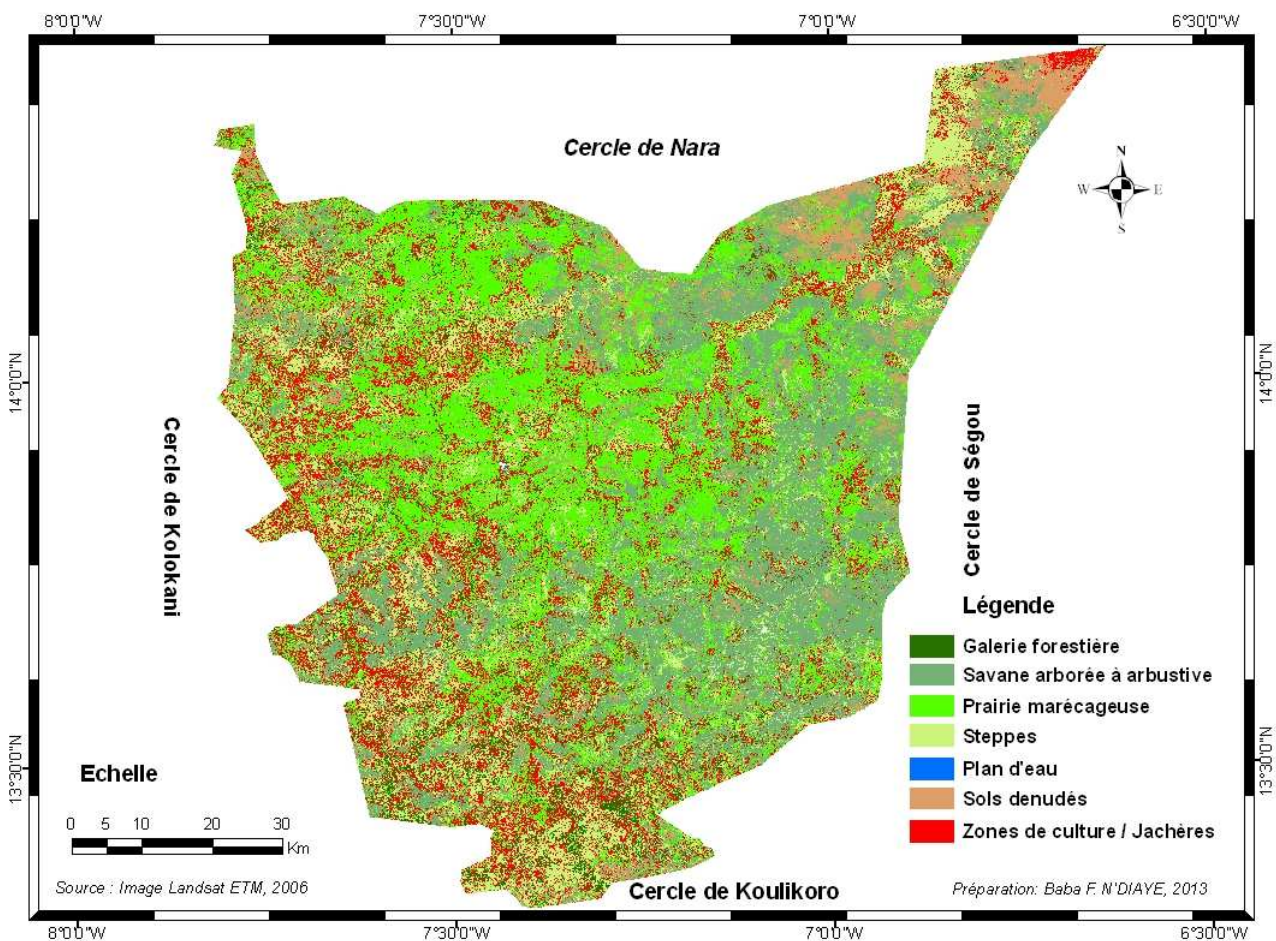 8°0'0"W 7°30'0"W 7°0'0"W 6°30'0"W
Cercle de Nara
N
W E
S
14°0'0"N
14°0'0"N
Cercle de Kolokani
Cercle de Ségou
Légende
Galerie forestière
Savane arborée à arbustive
Prairie marécageuse
Steppes
Plan d'eau
Sols denudés
Zones de culture / Jachères
13°30'0"N
13°30'0"N
Echelle
0 5 10 20 30
Km
Source : Image Landsat ETM, 2006
Cercle de Koulikoro
Préparation: Baba F. N'DIAYE, 2013
8°0'0"W 7°30'0"W 7°0'0"W 6°30'0"W